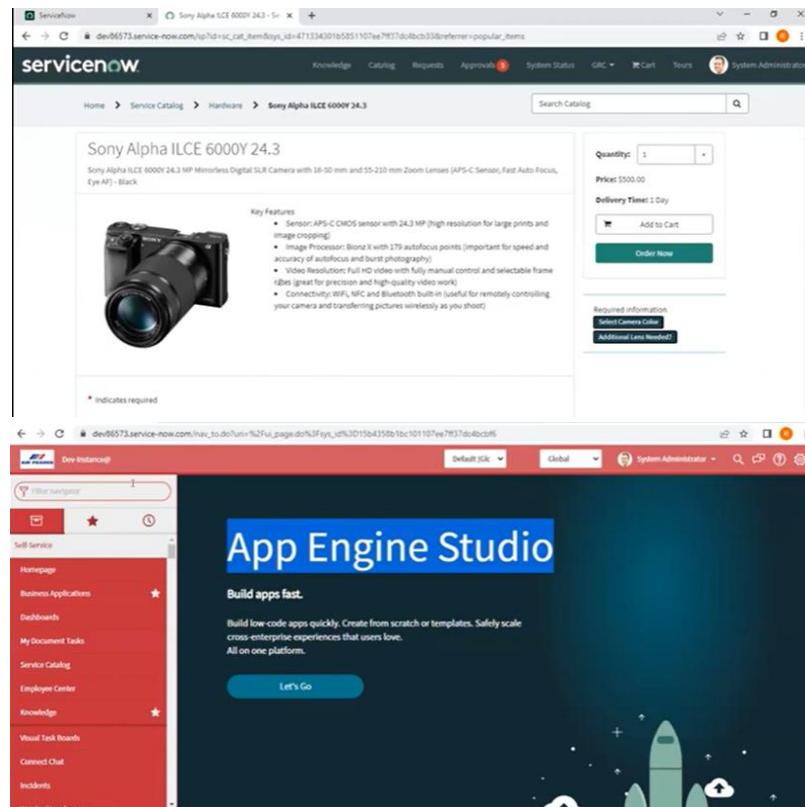 ServiceNow
Sony Alpha ILCE 6000Y 24.3 - Se
dev86573.service-now.com/sp?id=sc_cat_item&sys_id=471334301b5851107ee7ff37dc4bcb33&referrer=popular_items
servicenow.
Knowledge Catalog Requests Approvals System Status GRC Cart Tours System Administrator
Home > Service Catalog > Hardware > Sony Alpha ILCE 6000Y 24.3
Search Catalog
Sony Alpha ILCE 6000Y 24.3
Sony Alpha ILCE 6000Y 24.3 MP Mirrorless Digital SLR Camera with 16-50 mm and 55-210 mm Zoom Lenses (APS-C Sensor, Fast Auto Focus,
Eye AF) - Black
SONY
Key Features
Sensor: APS-C CMOS sensor with 24.3 MP (high resolution for large prints and
image cropping)
Image Processor: Bionz X with 179 autofocus points (important for speed and
accuracy of autofocus and burst photography)
Video Resolution: Full HD video with fully manual control and selectable frame
rates (great for precision and high-quality video work)
Connectivity: WiFi, NFC and Bluetooth built-in (useful for remotely controlling
your camera and transferring pictures wirelessly as you shoot)
* Indicates required
Quantity: 1
Price: $500.00
Delivery Time: 1 Day
Add to Cart
Order Now
Required information
Select Camera Color
Additional Lens Needed?
AIR FRANCE
Dev Instance@
Default (Glc
Global
System Administrator
Filter navigator
Self-Service
Homepage
Business Applications
Dashboards
My Document Tasks
Service Catalog
Employee Center
Knowledge
Visual Task Boards
Connect Chat
Incidents
App Engine Studio
Build apps fast.
Build low-code apps quickly. Create from scratch or templates. Safely scale
cross-enterprise experiences that users love.
All on one platform.
Let's Go